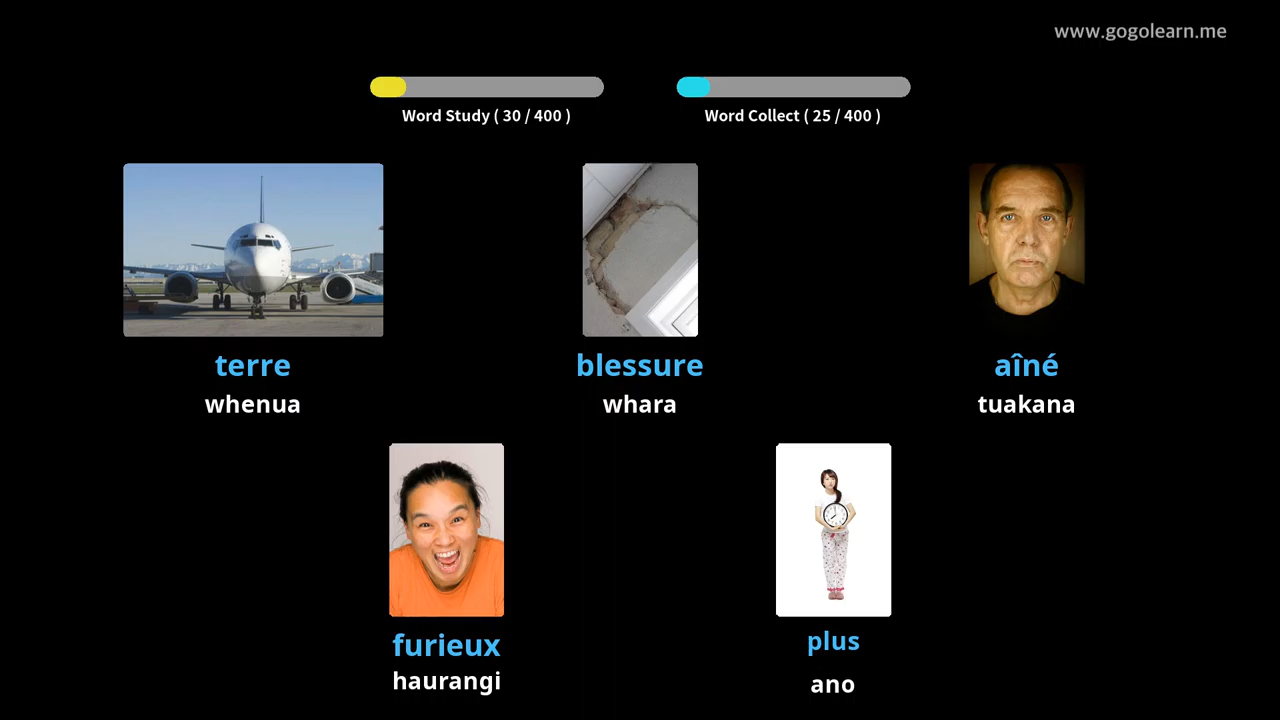 www.gogolearn.me
Word Study ( 30 / 400 )
Word Collect ( 25 / 400 )
terre
whenua
blessure
whara
aîné
tuakana
furieux
haurangi
plus
ano